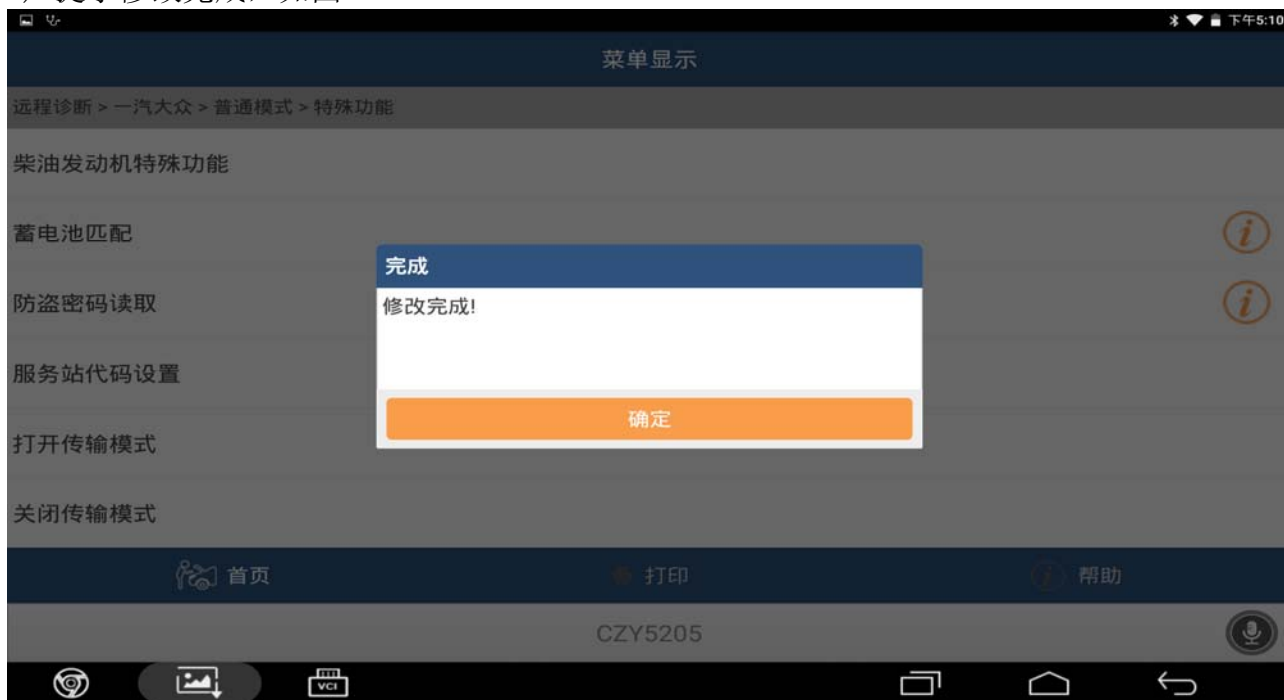 下午5:10
菜单显示
远程诊断 > 一汽大众 > 普通模式 > 特殊功能
柴油发动机特殊功能
蓄电池匹配
防盗密码读取
服务站代码设置
打开传输模式
关闭传输模式
完成
修改完成!
确定
首页
打印
帮助
CZY5205
VCI